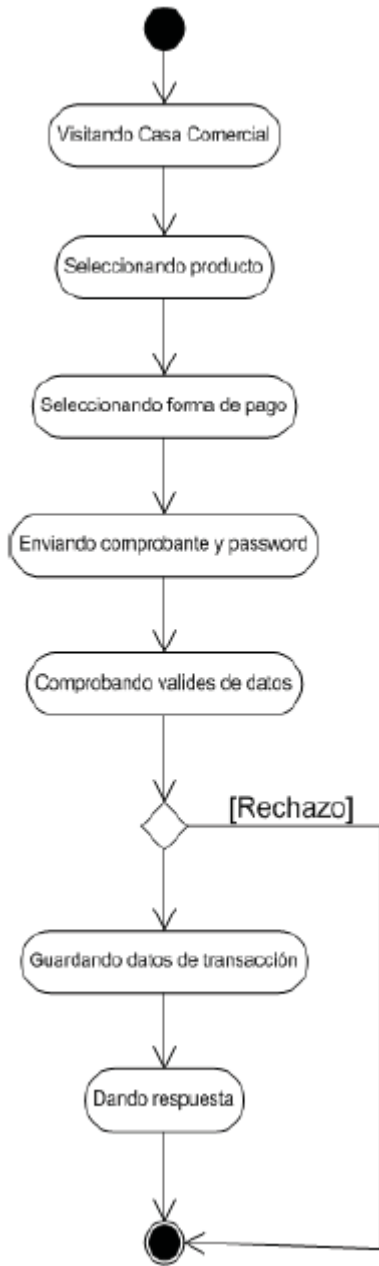 Visitando Casa Comercial
Seleccionando producto
Seleccionando forma de pago
Enviando comprobante y password
Comprobando valides de datos
[Rechazo]
Guardando datos de transacción
Dando respuesta